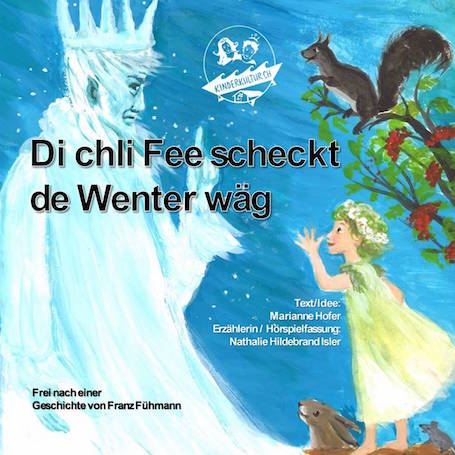 KINDERKULTUR.CH
Di chli Fee scheckt
de Wenter wäg
Text/Idee:
Marianne Hofer
Erzählerin / Hörspielfassung:
Nathalie Hildebrand Isler
Frei nach einer
Geschichte von Franz Fühmann